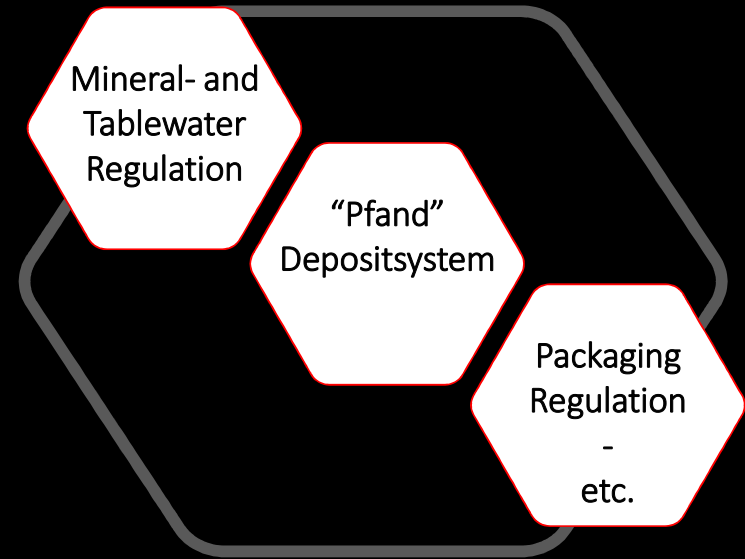 Mineral- and
Tablewater
Regulation
“Pfand”
Depositsystem
Packaging
Regulation
-
etc.